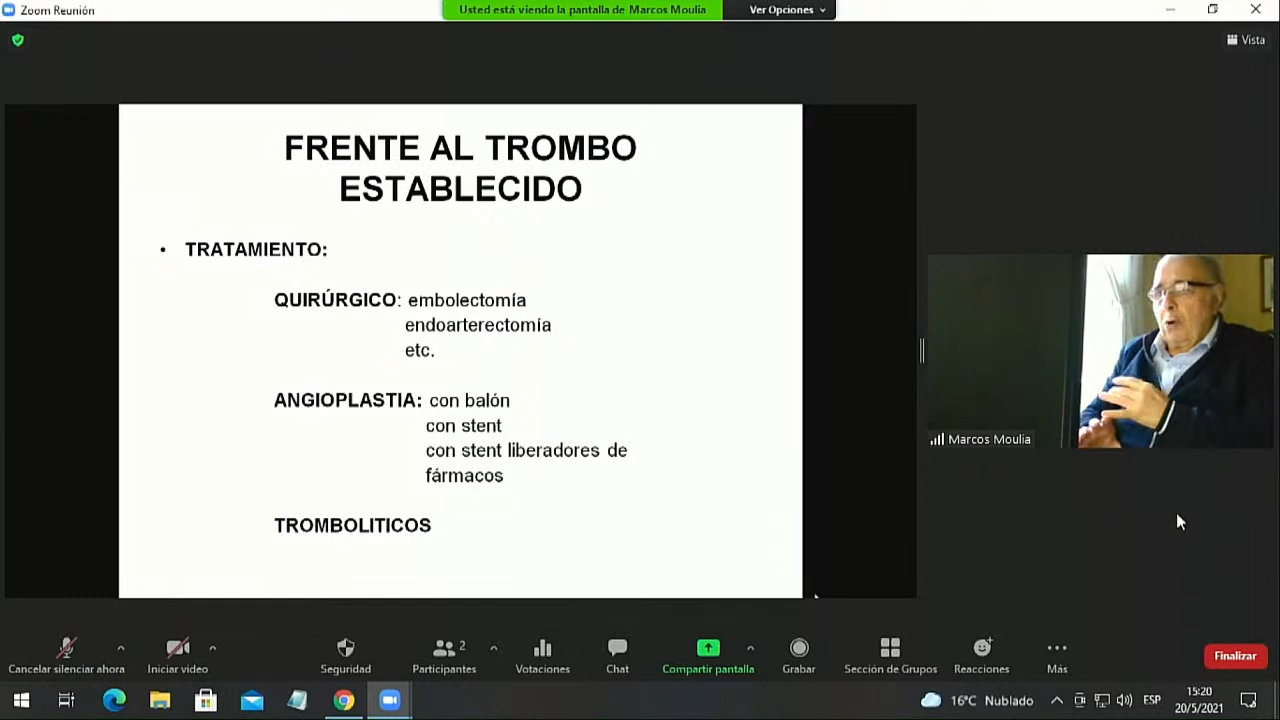 Zoom Reunión
Usted está viendo la pantalla de Marcos Moulia
Ver Opciones
Vista
FRENTE AL TROMBO
ESTABLECIDO
• TRATAMIENTO:
QUIRÚRGICO: embolectomía
endoarterectomía
etc.
ANGIOPLASTIA: con balón
con stent
con stent liberadores de
fármacos
TROMBOLITICOS
Marcos Moulia
Cancelar silenciar ahora
Iniciar video
Seguridad
Participantes
2
Votaciones
Chat
Compartir pantalla
Grabar
Sección de Grupos
Reacciones
Más
Finalizar
16°C Nublado
ESP
15:20
20/5/2021